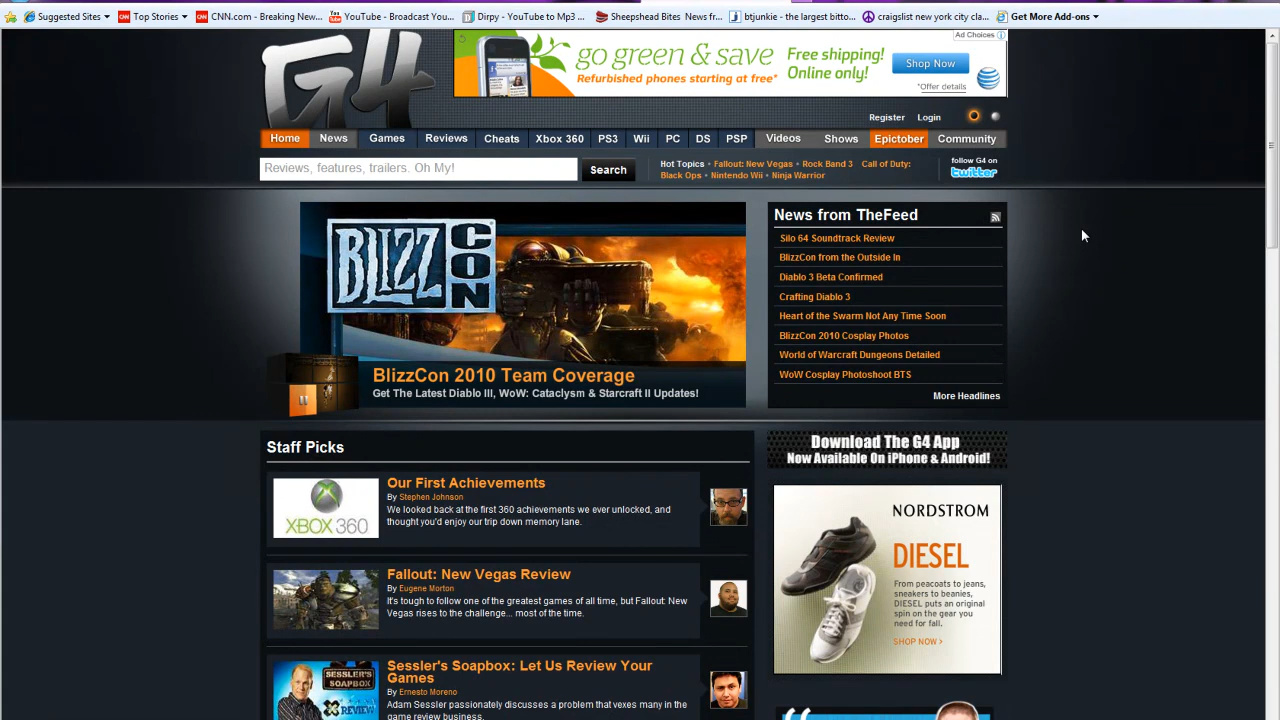 Suggested Sites Top Stories CNN.com - Breaking New... YouTube - Broadcast You... Dirpy - YouTube to Mp3 ... Sheepshead Bites News fr... btjunkie - the largest bitto... craigslist new york city cla... Get More Add-ons
Ad Choices
G4
go green & save
Refurbished phones starting at free*
Free shipping!
Online only!
Shop Now
*Offer details
Register Login
Home News Games Reviews Cheats Xbox 360 PS3 Wii PC DS PSP Videos Shows Epictober Community
Reviews, features, trailers. Oh My!
Search
Hot Topics • Fallout: New Vegas • Rock Band 3 Call of Duty:
Black Ops • Nintendo Wii • Ninja Warrior
follow G4 on
twitter
BLIZZCON
BlizzCon 2010 Team Coverage
Get The Latest Diablo III, WoW: Cataclysm & Starcraft II Updates!
News from TheFeed
Silo 64 Soundtrack Review
BlizzCon from the Outside In
Diablo 3 Beta Confirmed
Crafting Diablo 3
Heart of the Swarm Not Any Time Soon
BlizzCon 2010 Cosplay Photos
World of Warcraft Dungeons Detailed
WoW Cosplay Photoshoot BTS
More Headlines
Staff Picks
XBOX 360
Our First Achievements
By Stephen Johnson
We looked back at the first 360 achievements we ever unlocked, and
thought you'd enjoy our trip down memory lane.
Fallout: New Vegas Review
By Eugene Morton
It's tough to follow one of the greatest games of all time, but Fallout: New
Vegas rises to the challenge... most of the time.
SESSLER'S
SOAPBOX
REVIEW
Sessler's Soapbox: Let Us Review Your
Games
By Ernesto Moreno
Adam Sessler passionately discusses a problem that vexes many in the
game review business.
Download The G4 App
Now Available On iPhone & Android!
NORDSTROM
DIESEL
From peacoats to jeans,
sneakers to beanies,
DIESEL puts an original
spin on the gear you
need for fall.
SHOP NOW >